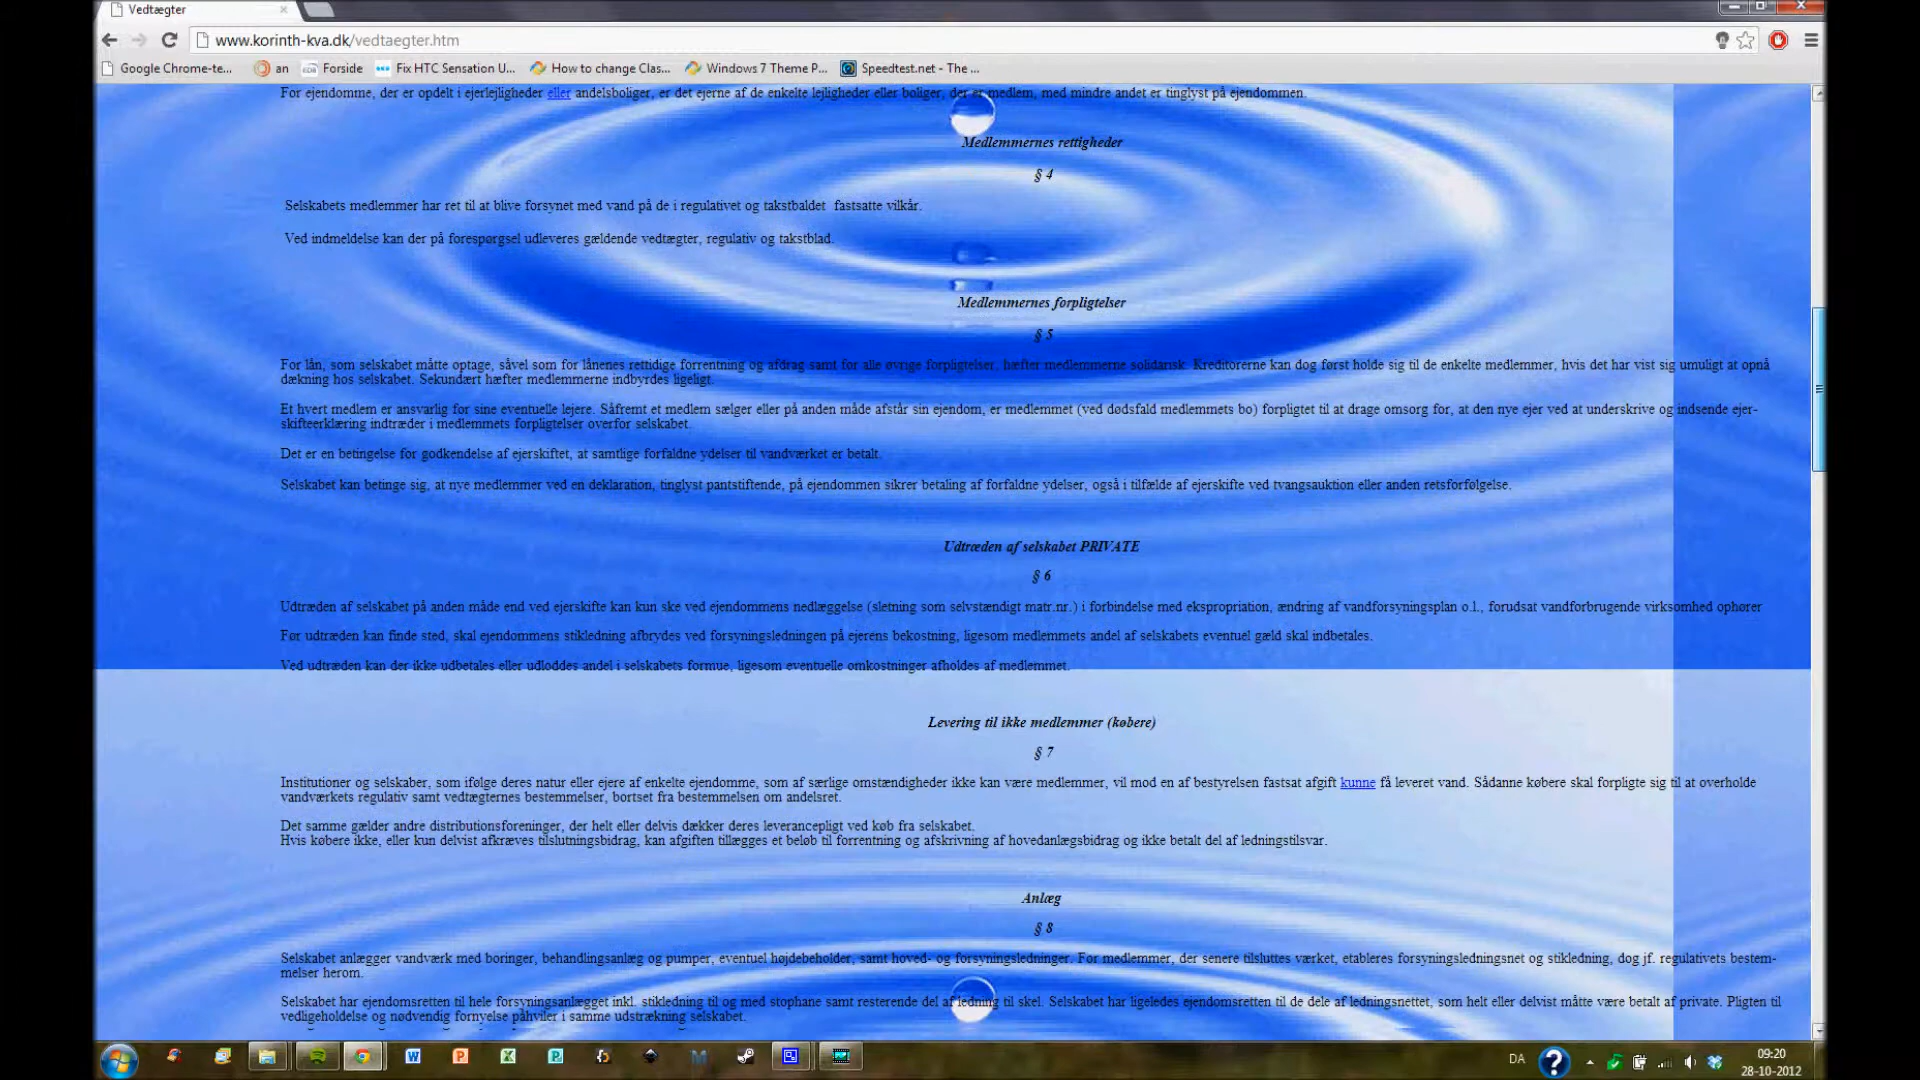 Vedtægter
www.korinth-kva.dk/vedtaegter.htm
Google Chrome-te...
an
Forside
Fix HTC Sensation U...
How to change Clas...
Windows 7 Theme P...
Speedtest.net - The ...
For ejendomme, der er opdelt i ejerlejligheder eller andelsboliger, er det ejerne af de enkelte lejligheder eller boliger, der er medlem, med mindre andet er tinglyst på ejendommen.
Medlemmernes rettigheder
§ 4
Selskabets medlemmer har ret til at blive forsynet med vand på de i regulativet og takstbaldet fastsatte vilkår.
Ved indmeldelse kan der på forespørgsel udleveres gældende vedtægter, regulativ og takstblad.
Medlemmernes forpligtelser
§ 5
For lån, som selskabet måtte optage, såvel som for lånenes rettidige forrentning og afdrag samt for alle øvrige forpligtelser, hæfter medlemmerne solidarisk. Kreditorerne kan dog først holde sig til de enkelte medlemmer, hvis det har vist sig umuligt at opnå
dækning hos selskabet. Sekundært hæfter medlemmerne indbyrdes ligeligt.
Et hvert medlem er ansvarlig for sine eventuelle lejere. Såfremt et medlem sælger eller på anden måde afstår sin ejendom, er medlemmet (ved dødsfald medlemmets bo) forpligtet til at drage omsorg for, at den nye ejer ved at underskrive og indsende ejer-
skifteerklæring indtræder i medlemmets forpligtelser overfor selskabet.
Det er en betingelse for godkendelse af ejerskiftet, at samtlige forfaldne ydelser til vandværket er betalt.
Selskabet kan betinge sig, at nye medlemmer ved en deklaration, tinglyst pantstiftende, på ejendommen sikrer betaling af forfaldne ydelser, også i tilfælde af ejerskifte ved tvangsauktion eller anden retsforfølgelse.
Udtræden af selskabet PRIVATE
§ 6
Udtræden af selskabet på anden måde end ved ejerskifte kan kun ske ved ejendommens nedlæggelse (sletning som selvstændigt matr.nr.) i forbindelse med ekspropriation, ændring af vandforsyningsplan o.l., forudsat vandforbrugende virksomhed ophører
Før udtræden kan finde sted, skal ejendommens stikledning afbrydes ved forsyningsledningen på ejerens bekostning, ligesom medlemmets andel af selskabets eventuel gæld skal indbetales.
Ved udtræden kan der ikke udbetales eller udloddes andel i selskabets formue, ligesom eventuelle omkostninger afholdes af medlemmet.
Levering til ikke medlemmer (købere)
§ 7
Institutioner og selskaber, som ifølge deres natur eller ejere af enkelte ejendomme, som af særlige omstændigheder ikke kan være medlemmer, vil mod en af bestyrelsen fastsat afgift kunne få leveret vand. Sådanne købere skal forpligte sig til at overholde
vandværkets regulativ samt vedtægternes bestemmelser, bortset fra bestemmelsen om andelsret.
Det samme gælder andre distributionsforeninger, der helt eller delvis dækker deres leverancepligt ved køb fra selskabet.
Hvis købere ikke, eller kun delvist afkræves tilslutningsbidrag, kan afgiften tillægges et beløb til forrentning og afskrivning af hovedanlægsbidrag og ikke betalt del af ledningstilsvar.
Anlæg
§ 8
Selskabet anlægger vandværk med boringer, behandlingsanlæg og pumper, eventuel højdebeholder, samt hoved- og forsyningsledninger. For medlemmer, der senere tilsluttes værket, etableres forsyningsledningsnet og stikledning, dog jf. regulativets bestem-
melser herom.
Selskabet har ejendomsretten til hele forsyningsanlægget inkl. stikledning til og med stophane samt resterende del af ledning til skel. Selskabet har ligeledes ejendomsretten til de dele af ledningsnettet, som helt eller delvist måtte være betalt af private. Pligten til
vedligeholdelse og nødvendig fornyelse påhviler i samme udstrækning selskabet.
DA
09:20
28-10-2012